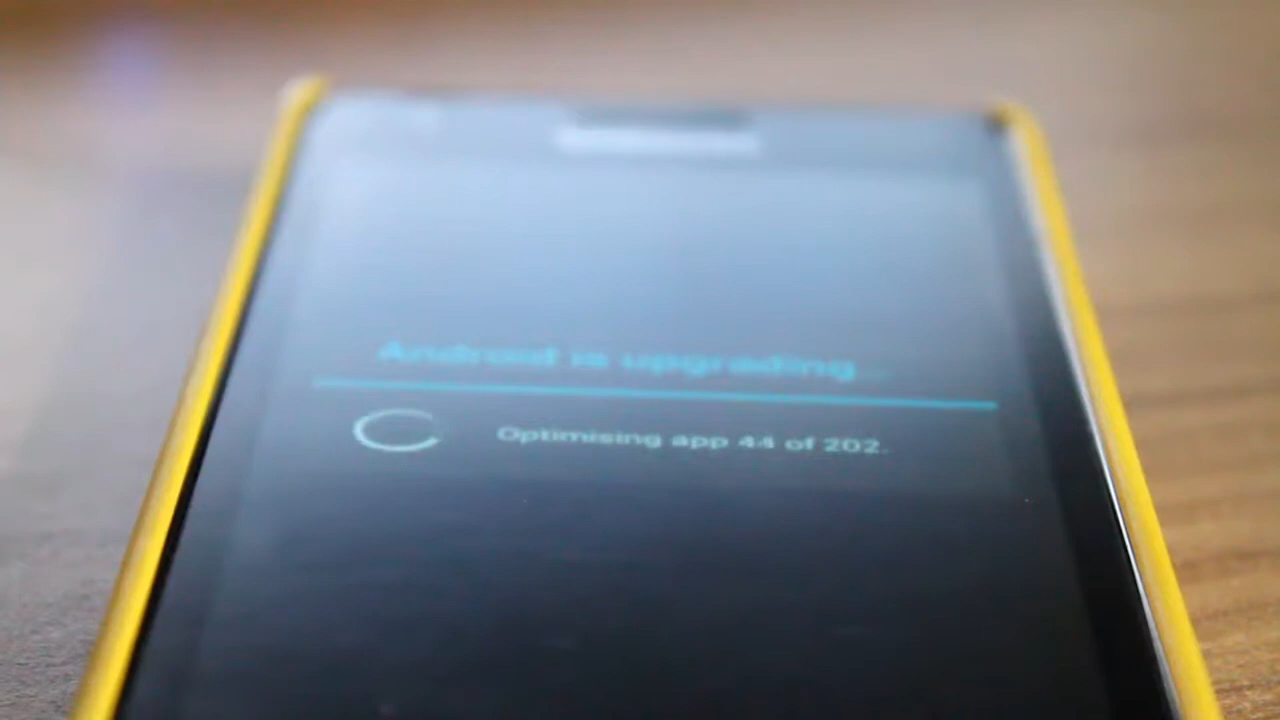 Android is upgrading...
Optimising app 44 of 202.